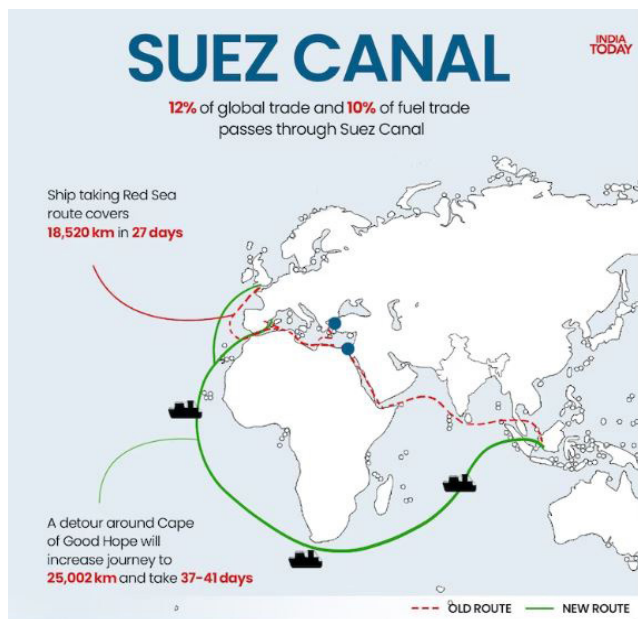 SUEZ CANAL
INDIA
TODAY
12% of global trade and 10% of fuel trade
passes through Suez Canal
Ship taking Red Sea
route covers
18,520 km in 27 days
A detour around Cape
of Good Hope will
increase journey to
25,002 km and take 37-41 days
OLD ROUTE
NEW ROUTE